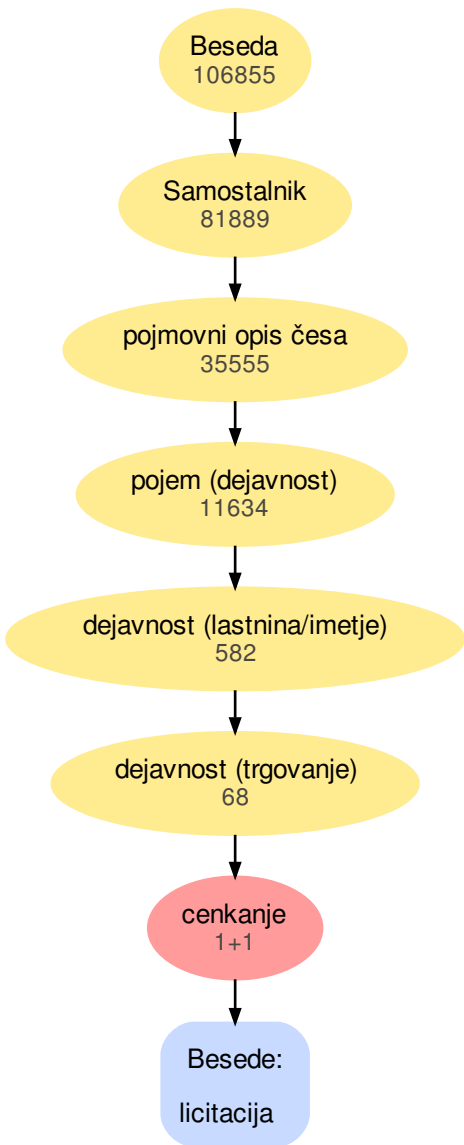 Beseda
106855
Samostalnik
81889
pojmovni opis česa
35555
pojem (dejavnost)
11634
dejavnost (lastnina/imetje)
582
dejavnost (trgovanje)
68
cenkanje
1+1
Besede:
licitacija